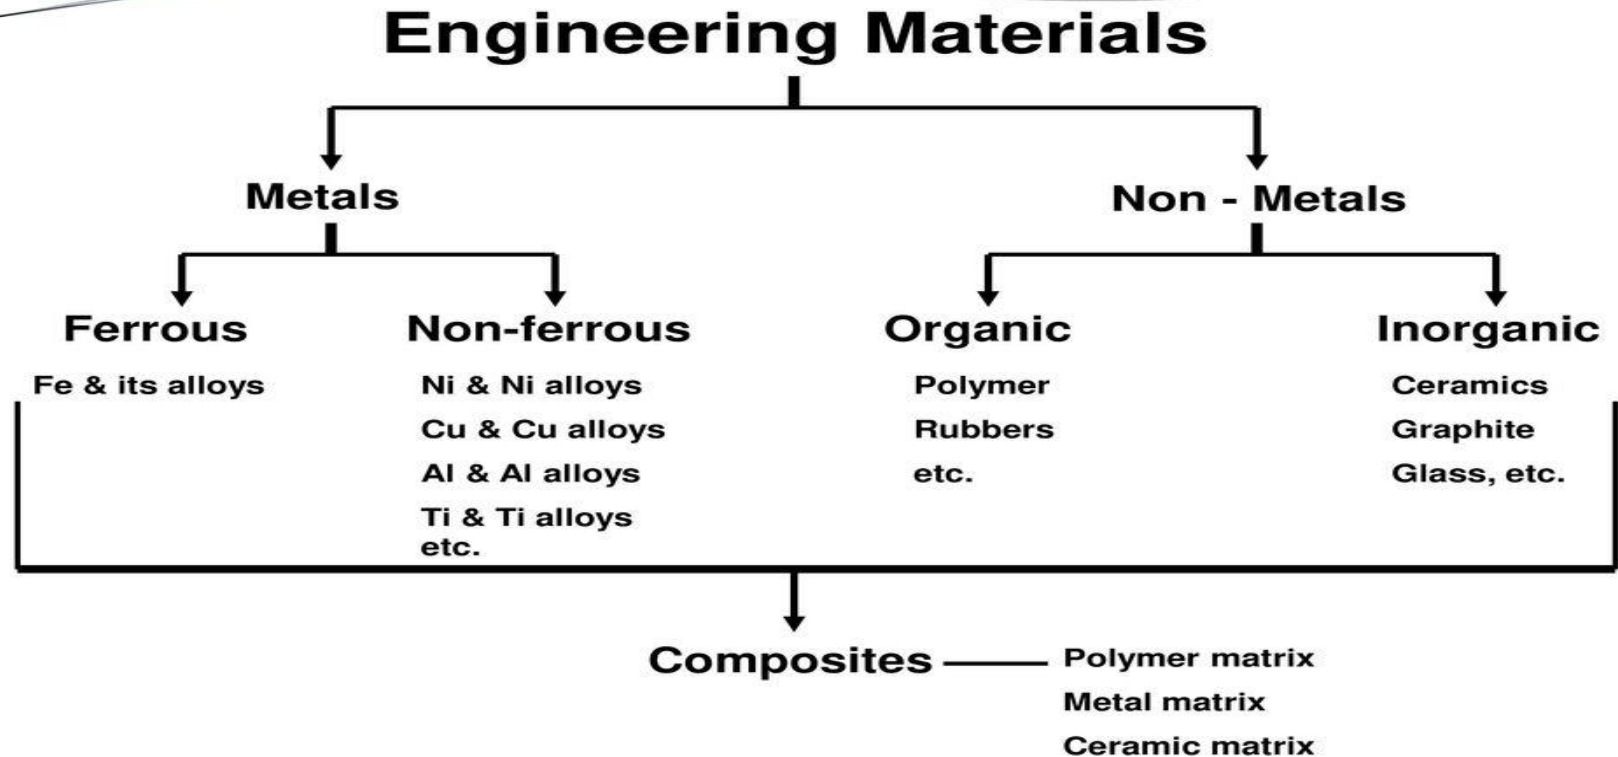 Engineering Materials
Metals
Non - Metals
Ferrous
Fe & its alloys
Non-ferrous
Ni & Ni alloys
Cu & Cu alloys
Al & Al alloys
Ti & Ti alloys
etc.
Organic
Polymer
Rubbers
etc.
Inorganic
Ceramics
Graphite
Glass, etc.
Composites
Polymer matrix
Metal matrix
Ceramic matrix